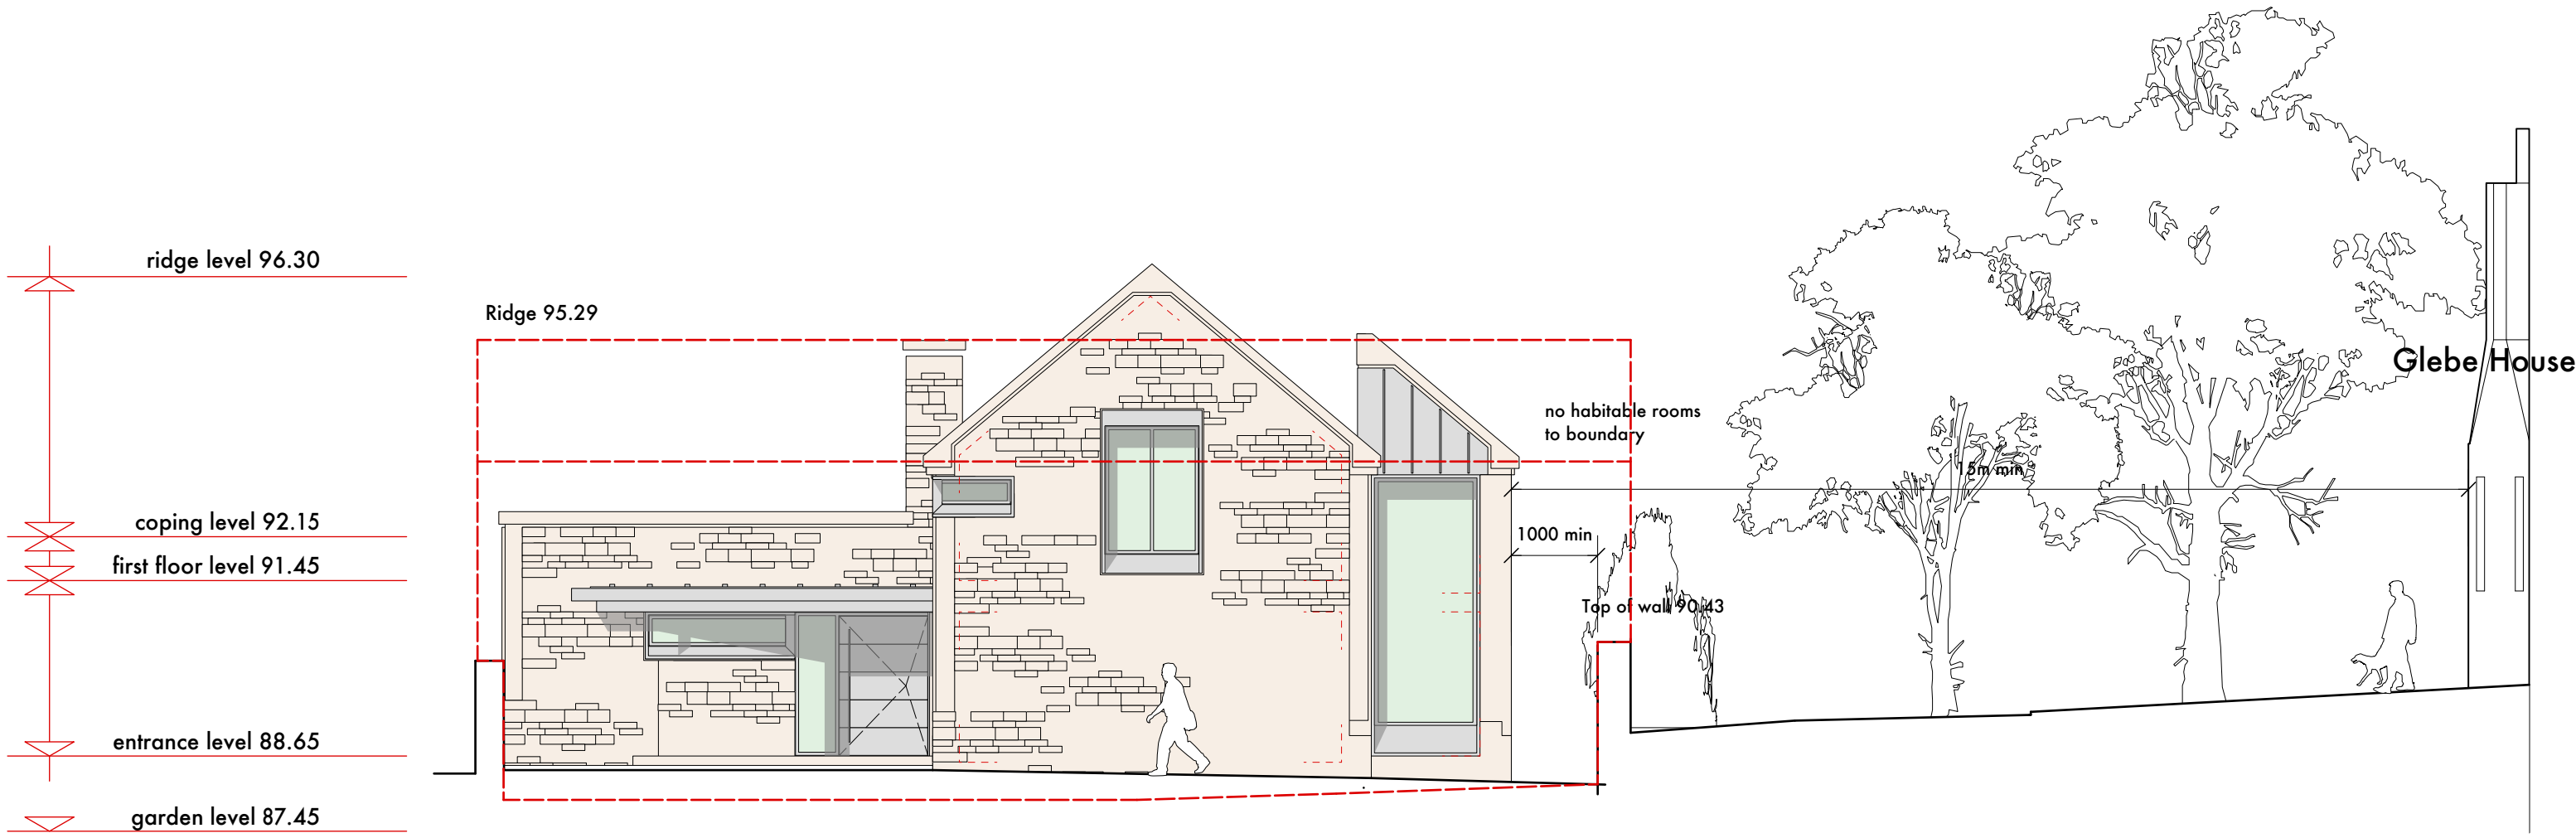 ridge level 96.30
Ridge 95.29
Glebe House
no habitable rooms
to boundary
15m min
coping level 92.15
1000 min
first floor level 91.45
Top of wall 90.43
entrance level 88.65
garden level 87.45